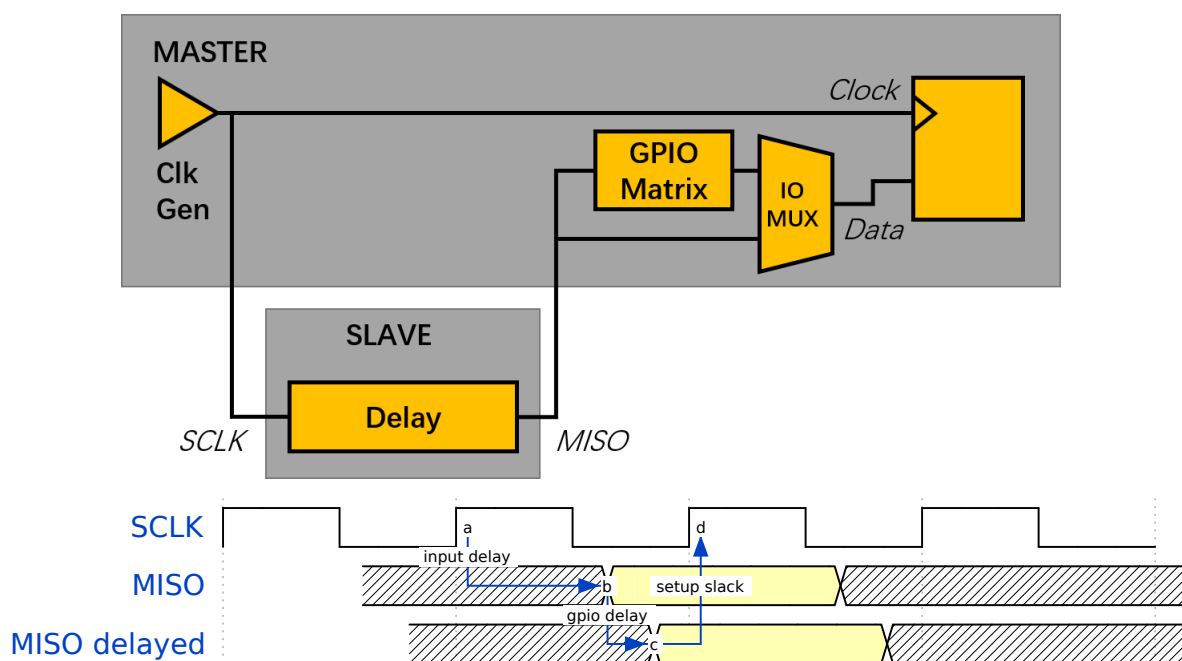 MASTER
Clk
Gen
Clock
GPIO
Matrix
IO
MUX
Data
SLAVE
Delay
SCLK
MISO
SCLK
a
d
input delay
MISO
b
setup slack
gpio delay
MISO delayed
c